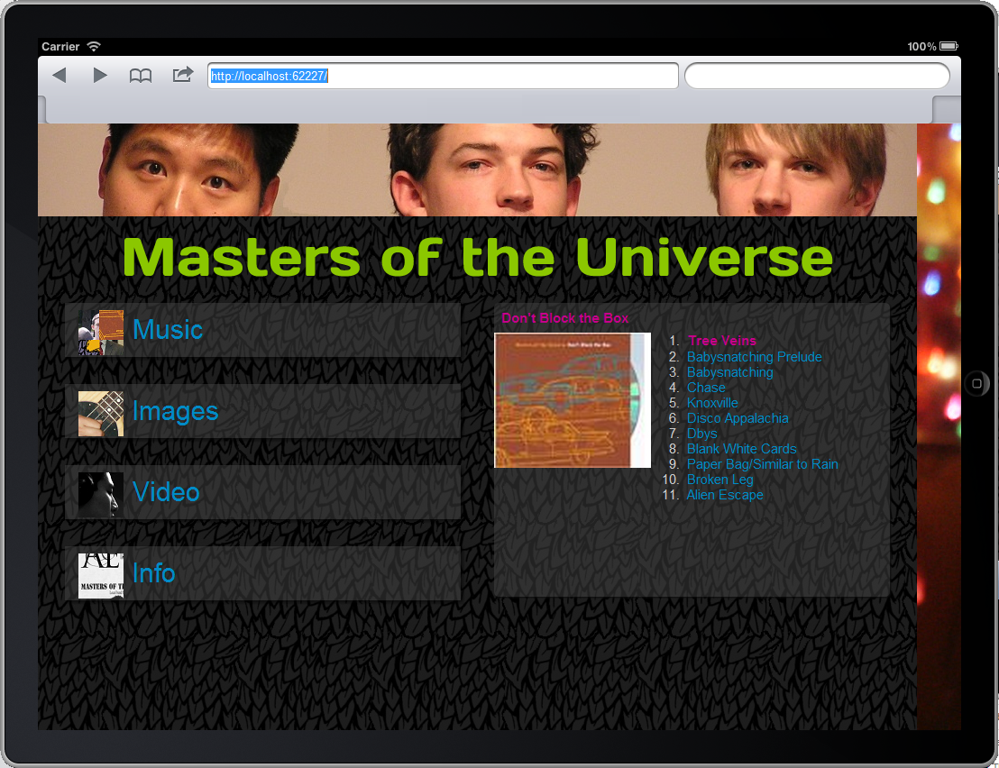 Carrier
100%
http://localhost:62227/
Masters of the Universe
Music
Images
Video
Info
MASTERS OF
Don't Block the Box
1. Tree Veins
2. Babysnatching Prelude
3. Babysnatching
4. Chase
5. Knoxville
6. Disco Appalachia
7. Dbys
8. Blank White Cards
9. Paper Bag/Similar to Rain
10. Broken Leg
11. Alien Escape